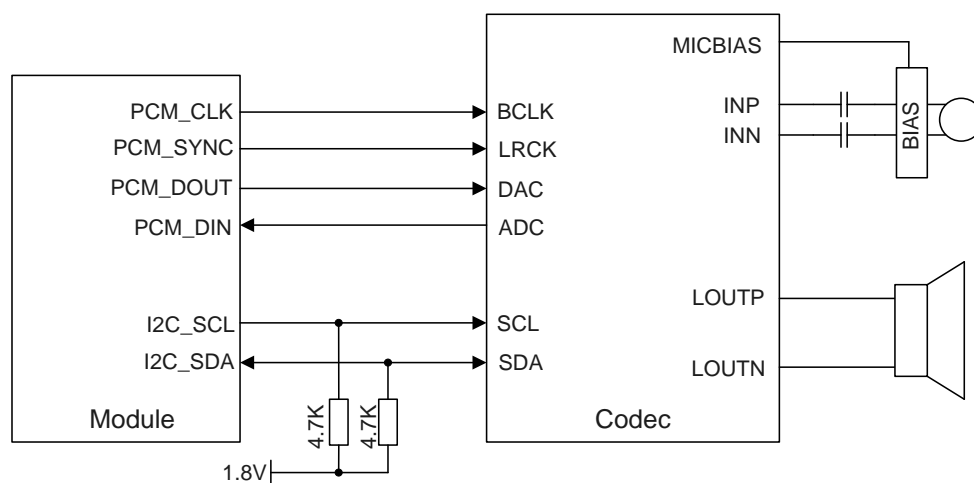 MICBIAS
PCM_CLK
BCLK
INP
PCM_SYNC
LRCK
INN
BIAS
PCM_DOUT
DAC
PCM_DIN
ADC
LOUTP
I2C_SCL
SCL
I2C_SDA
SDA
LOUTN
Module
4.7K
4.7K
Codec
1.8V